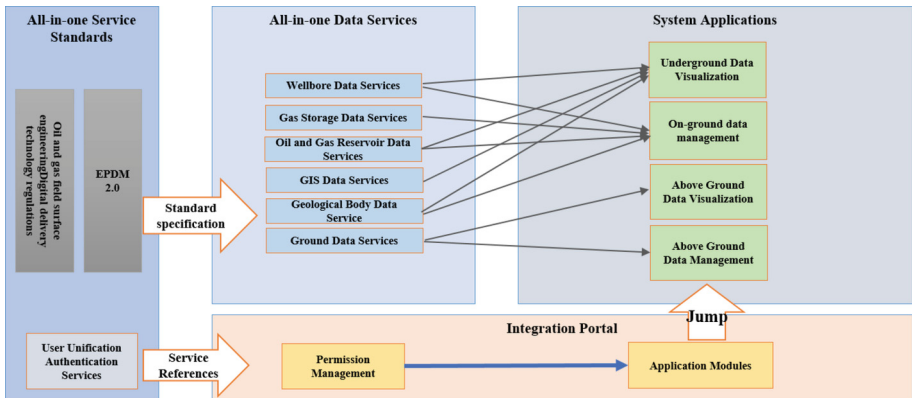 All-in-one Service
Standards
Oil and gas field surface
engineeringDigital delivery
technology regulations
EPDM
2.0
User Unification
Authentication
Services
Standard
specification
Service
References
All-in-one Data Services
Wellbore Data Services
Gas Storage Data Services
Oil and Gas Reservoir Data
Services
GIS Data Services
Geological Body Data
Service
Ground Data Services
System Applications
Underground Data
Visualization
On-ground data
management
Above Ground
Data Visualization
Above Ground
Data Management
Jump
Integration Portal
Permission
Management
Application Modules